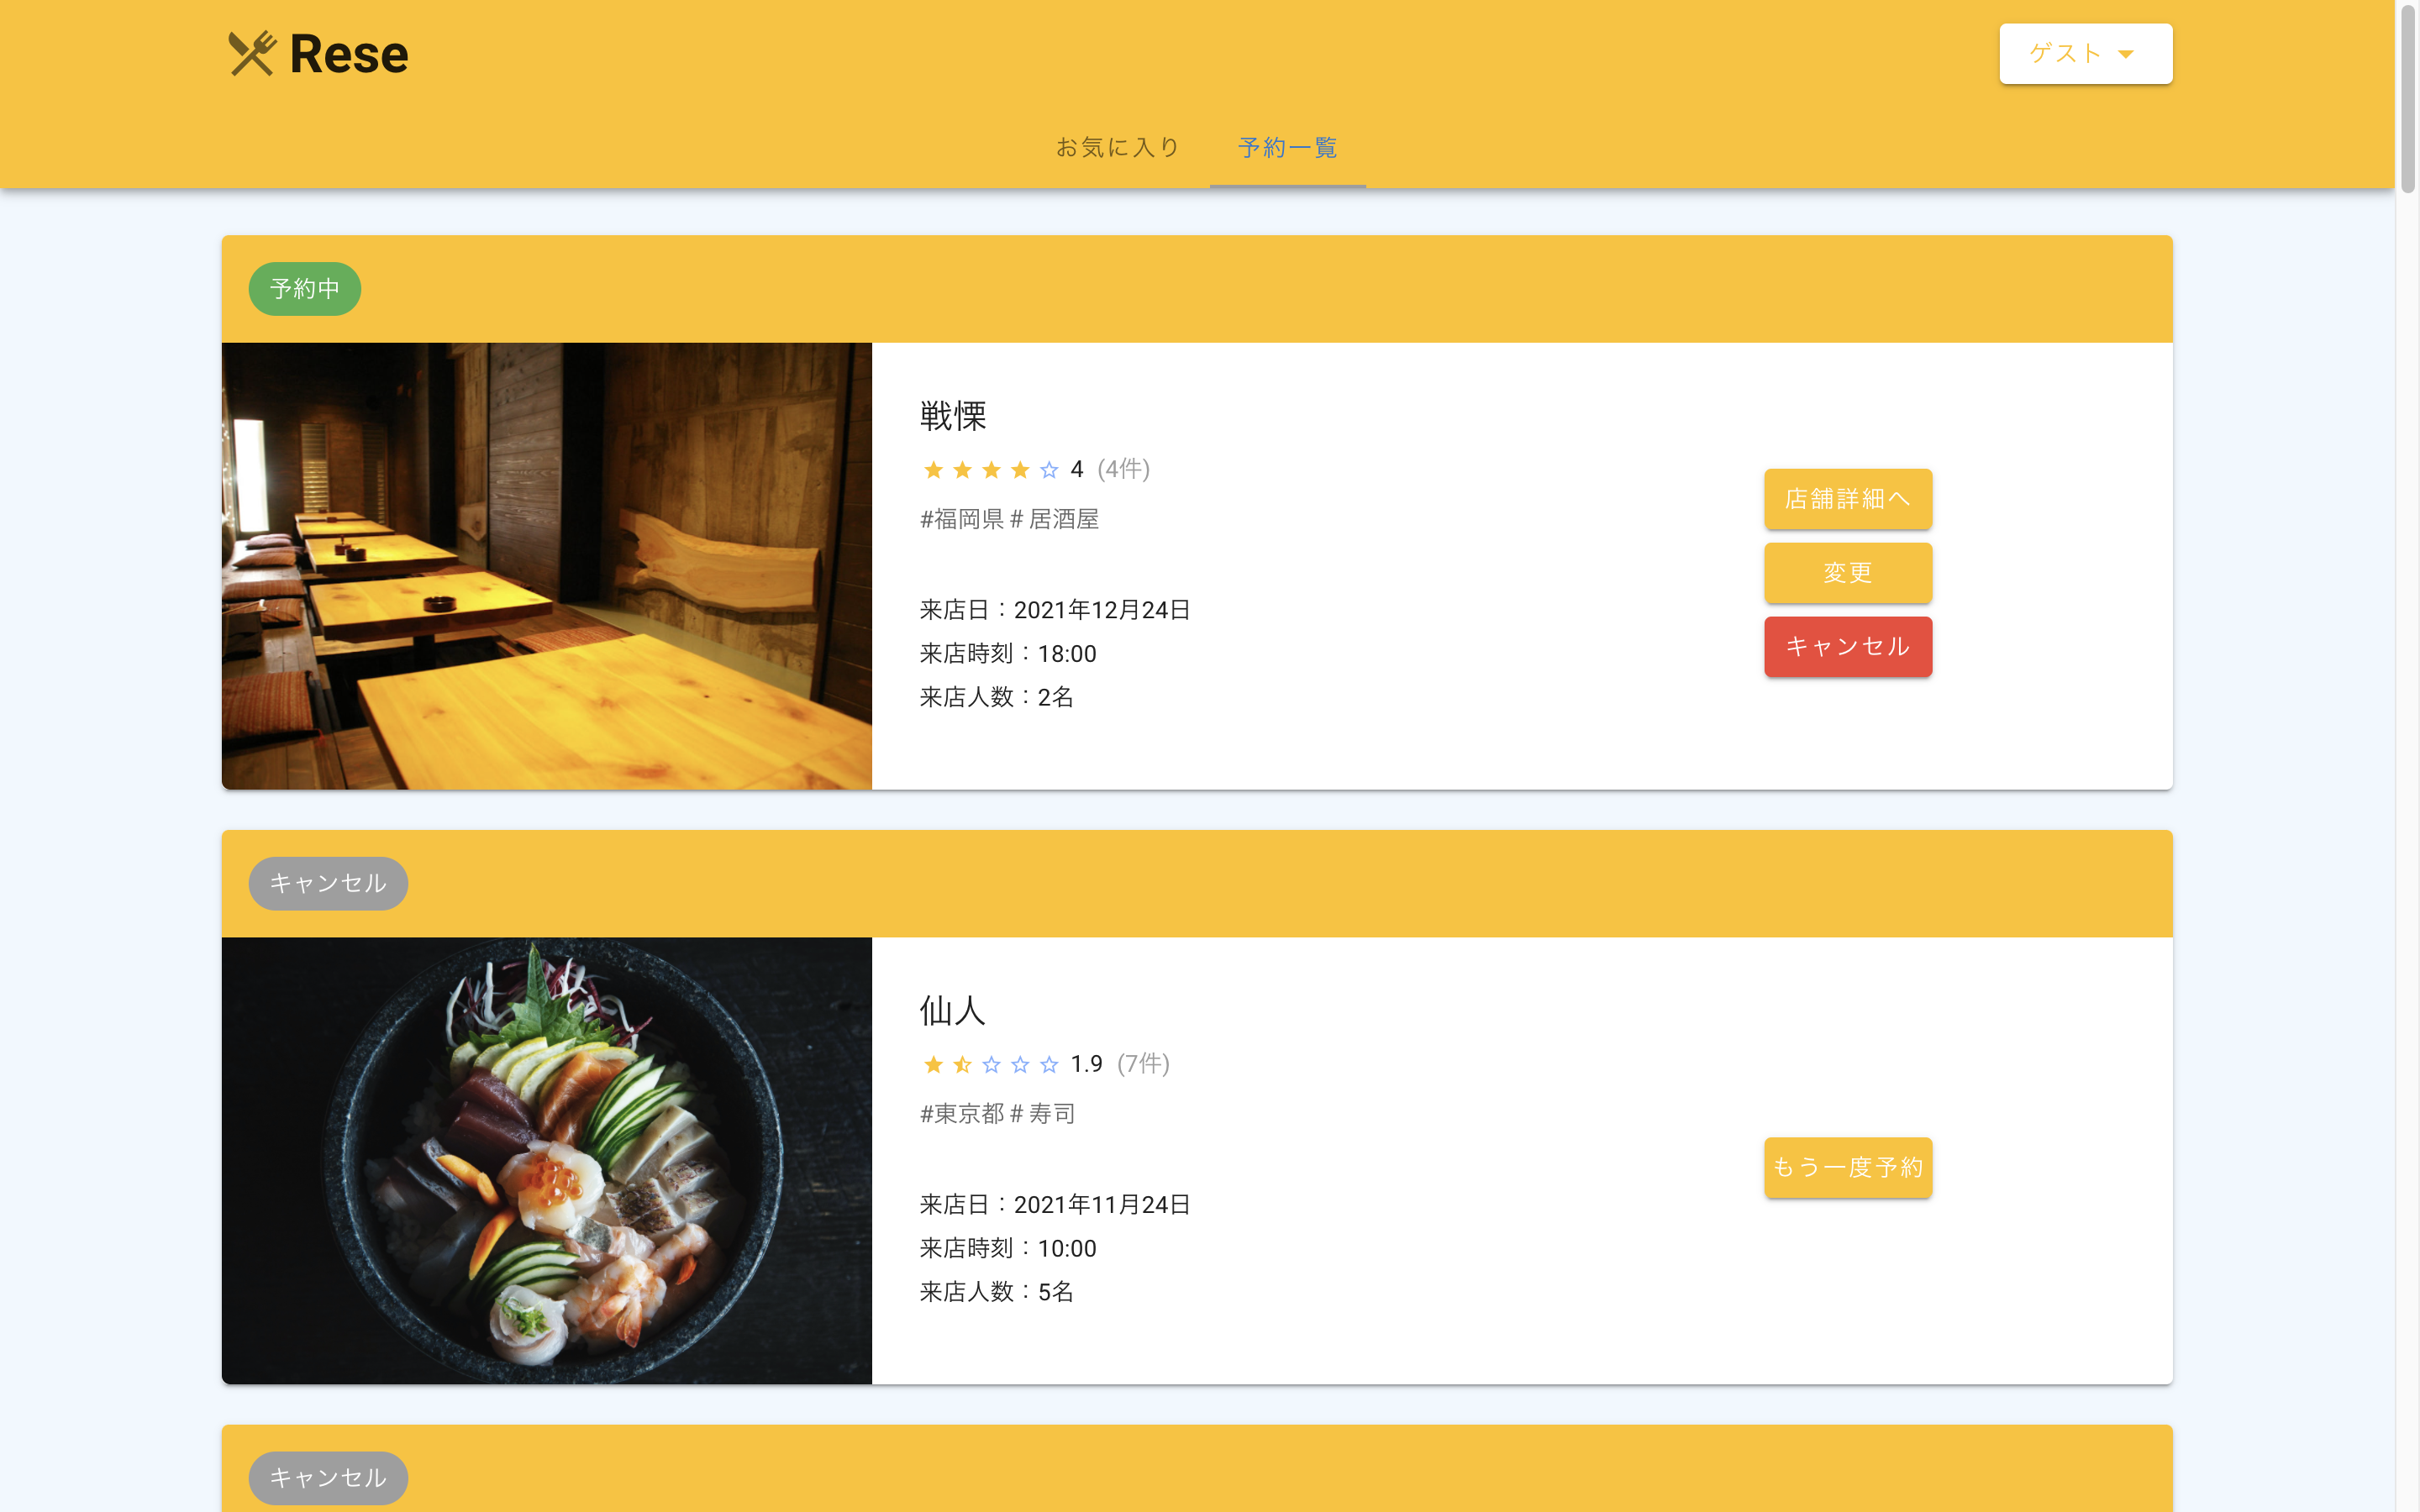 Rese
ゲスト
お気に入り 予約一覧
予約中
戦慄
4 (4件)
#福岡県 # 居酒屋
来店日：2021年12月24日
来店時刻：18:00
来店人数：2名
店舗詳細へ
変更
キャンセル
キャンセル
仙人
1.9 (7件)
#東京都 # 寿司
来店日：2021年11月24日
来店時刻：10:00
来店人数：5名
もう一度予約
キャンセル